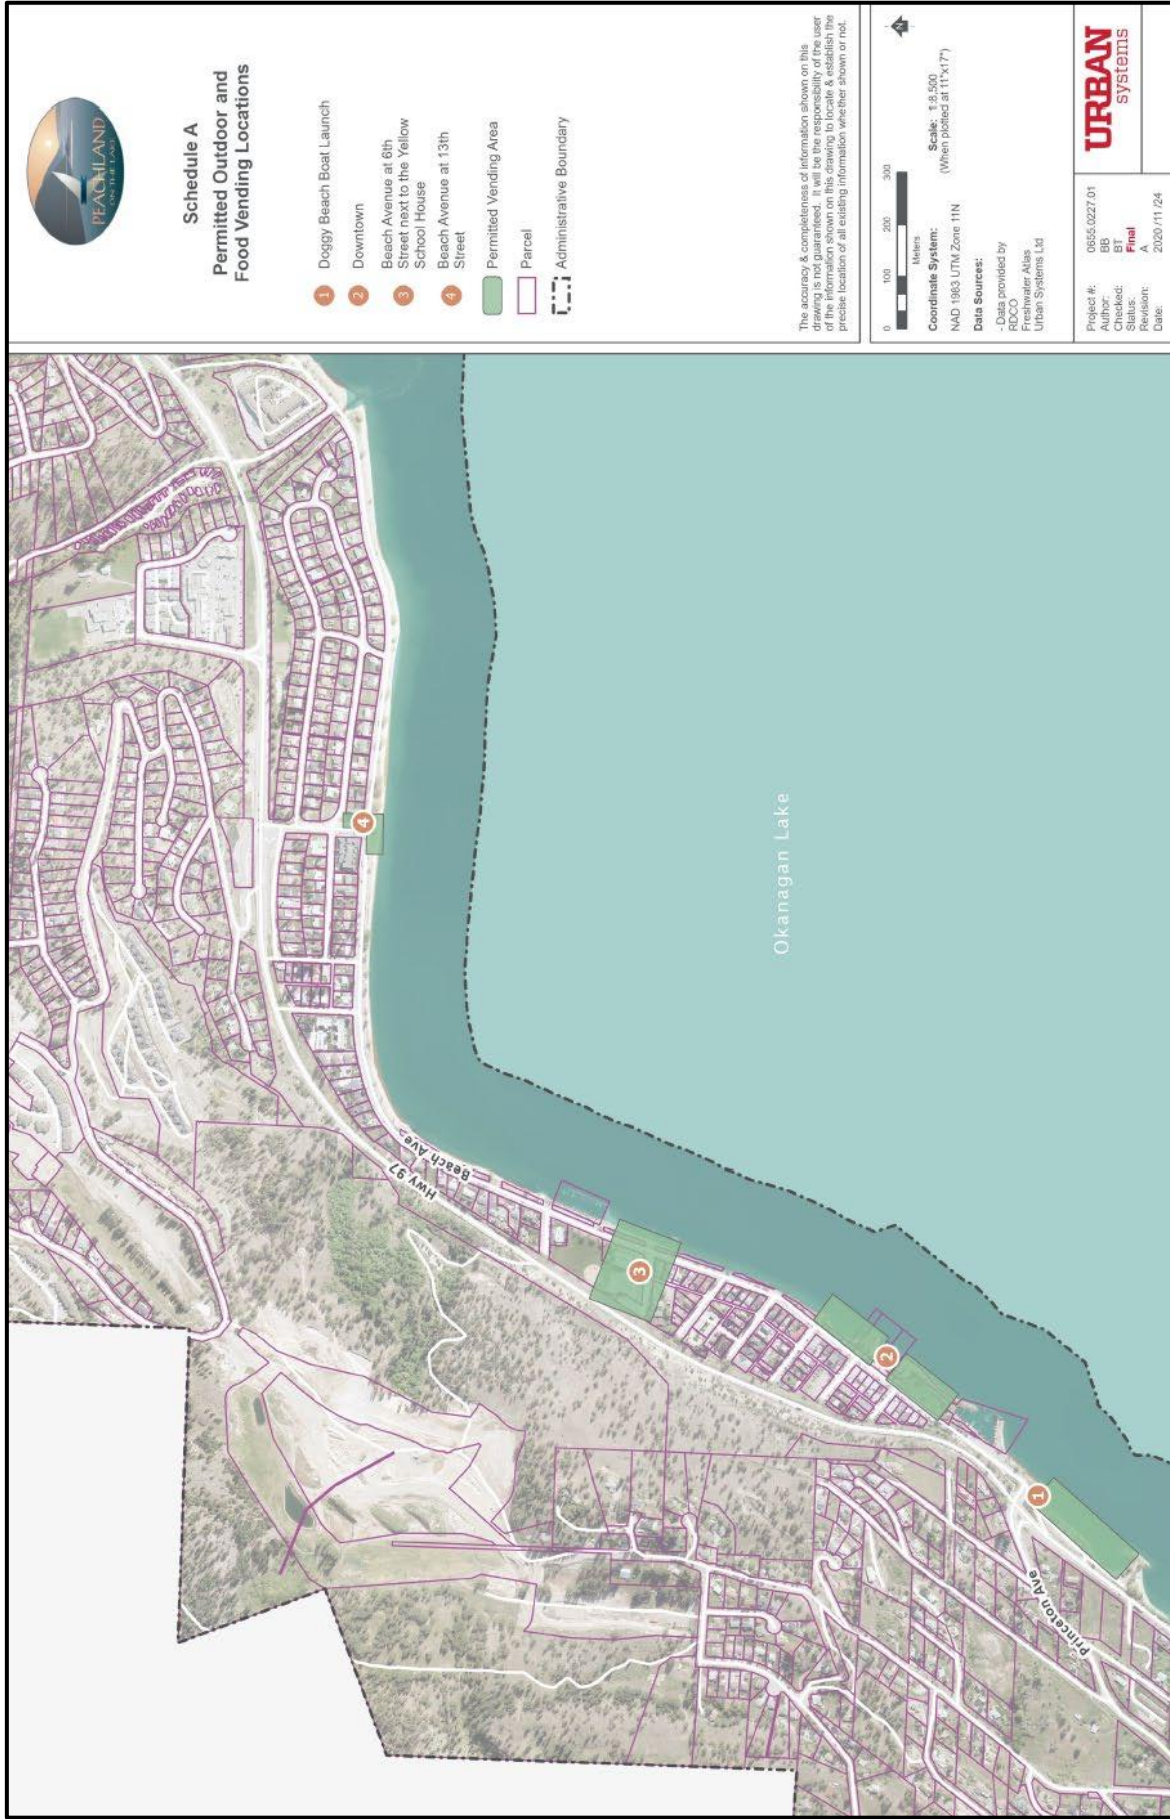 PEACHLAND
ON THE LAKE
Schedule A
Permitted Outdoor and
Food Vending Locations
1 Doggy Beach Boat Launch
2 Downtown
3 Beach Avenue at 6th
Street next to the Yellow
School House
4 Beach Avenue at 13th
Street
Permitted Vending Area
Parcel
Administrative Boundary
The accuracy & completeness of information shown on this
drawing is not guaranteed. It will be the responsibility of the user
of the information shown on this drawing to locate & establish the
precise location of all existing information whether shown or not.
N
0 100 200 300
Meters
Coordinate System:
NAD 1983 UTM Zone 11N
Scale: 1:8,500
(When plotted at 11"x17")
Data Sources:
- Data provided by
RDCO
Freshwater Atlas
Urban Systems Ltd
Project #: 0655.0227.01
Author: BB
Checked: BT
Status: Final
Revision: A
Date: 2020 / 11 / 24
URBAN
systems
Okanagan Lake
Hwy 97
Beach Ave
Princeton Ave
1
2
3
4